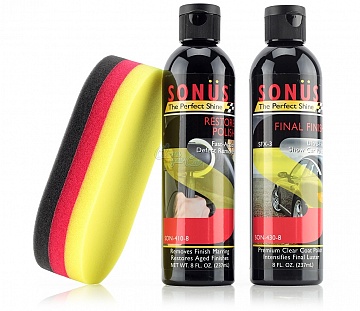 SONÜS
The Perfect Shine
RESTORE
POLISH
SON-410-8
Removes Finish Marring
Restores Aged Finishes
NET WT. 8 FL. OZ (237mL)
SONÜS
The Perfect Shine
FINAL FINISH
SFX-3
SON-430-8
Premium Clear Coat Polish
Intensifies Final Luster
8 FL. OZ (237mL)